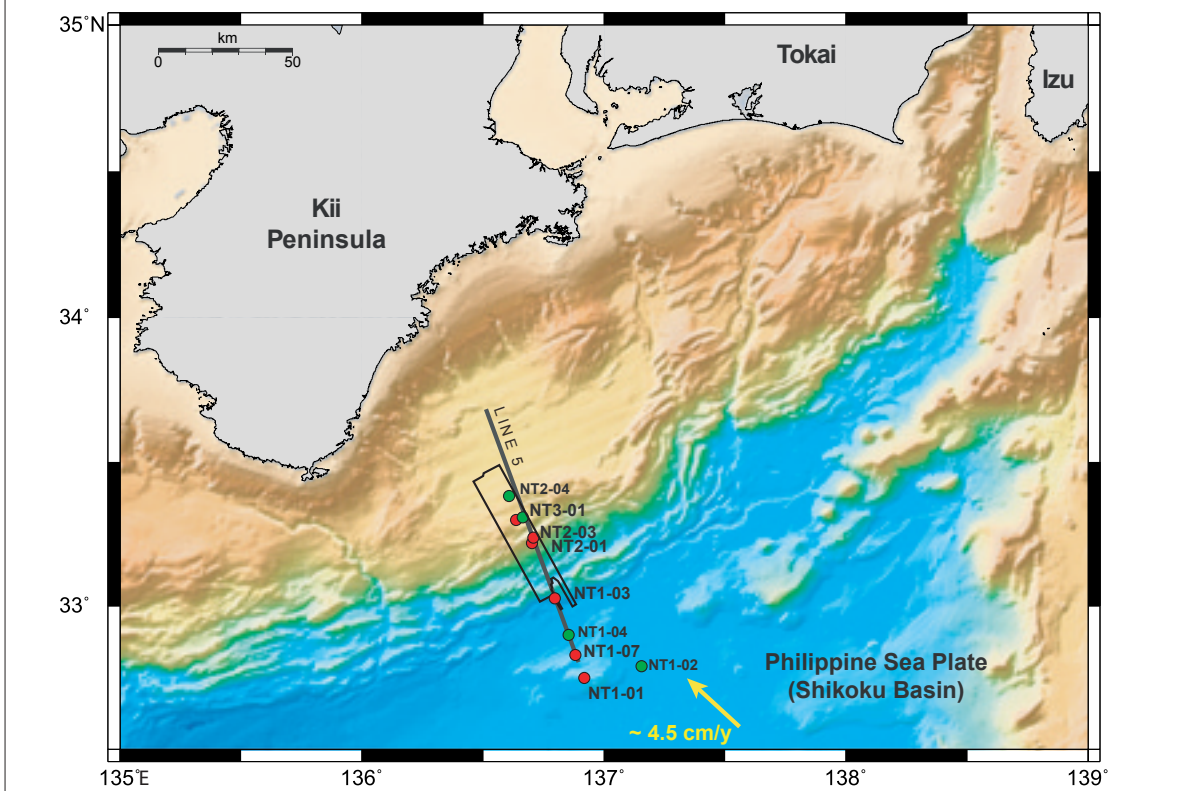 35°N
km
0 50
Tokai
Izu
Kii
Peninsula
34°
LINE 5
NT2-04
NT3-01
NT2-03
NT2-01
33°
NT1-03
NT1-04
NT1-07
NT1-02
NT1-01
Philippine Sea Plate
(Shikoku Basin)
~ 4.5 cm/y
135°E 136° 137° 138° 139°